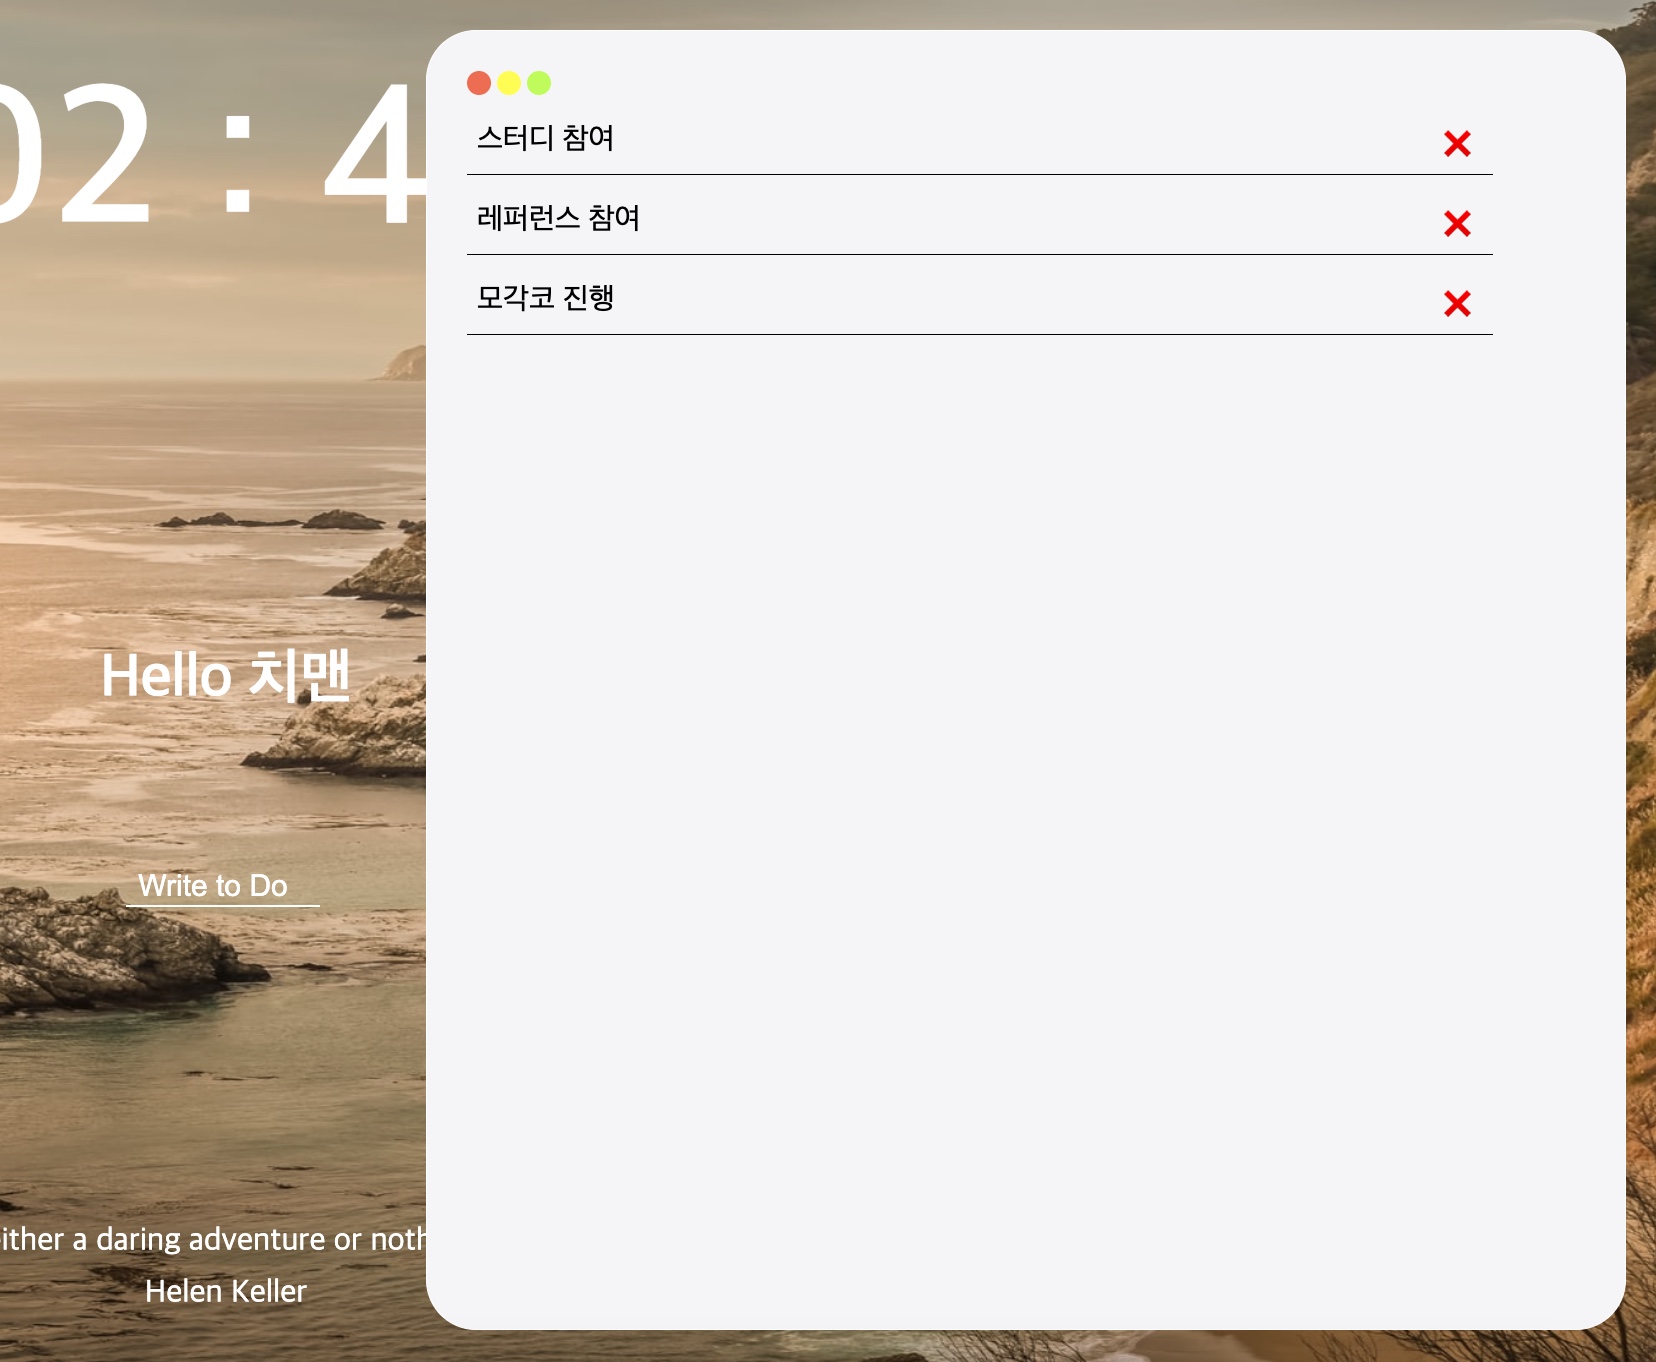 02 : 4
스터디 참여
레퍼런스 참여
모각코 진행
Hello 치맨
Write to Do
either a daring adventure or noth
Helen Keller